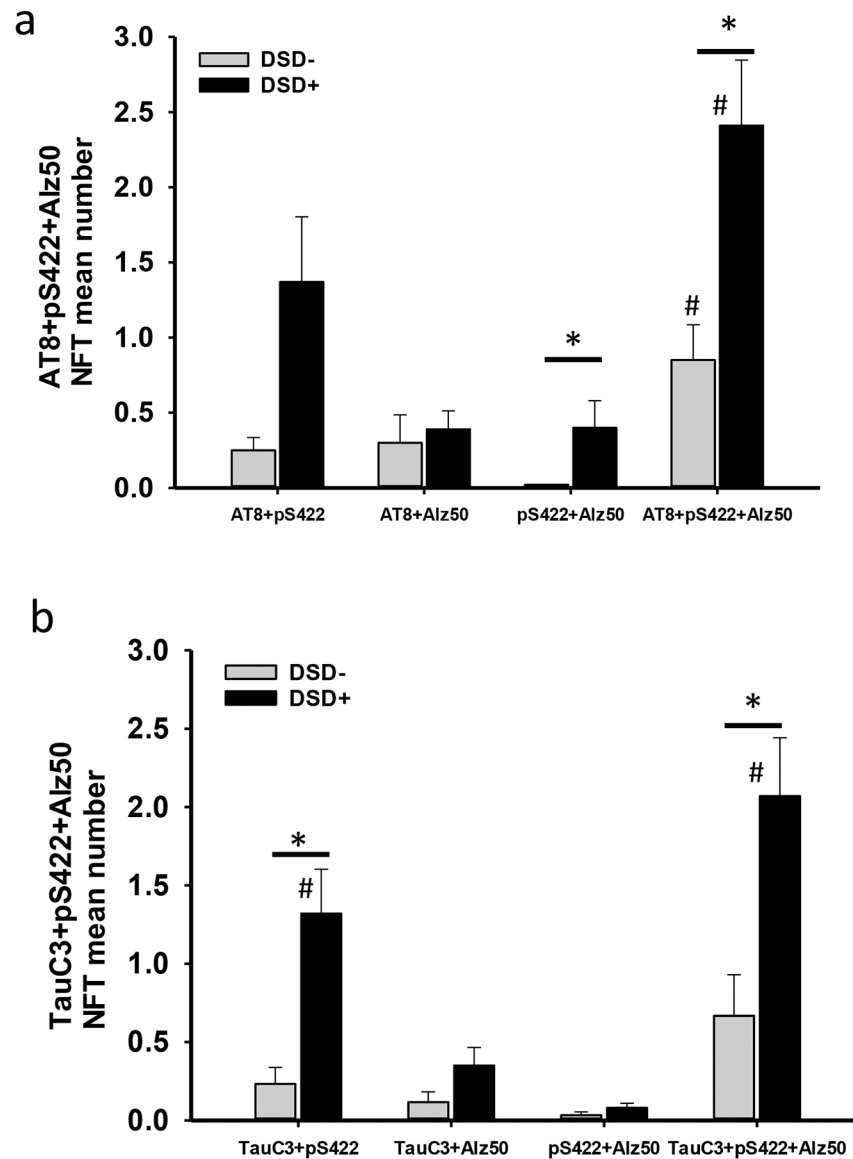 a
AT8+pS422+Alz50
NFT mean number
3.0
2.5
2.0
1.5
1.0
0.5
0.0
DSD-
DSD+
*
#
#
*
AT8+pS422
AT8+Alz50
pS422+Alz50
AT8+pS422+Alz50
b
TauC3+pS422+Alz50
NFT mean number
3.0
2.5
2.0
1.5
1.0
0.5
0.0
DSD-
DSD+
*
#
*
#
TauC3+pS422
TauC3+Alz50
pS422+Alz50
TauC3+pS422+Alz50